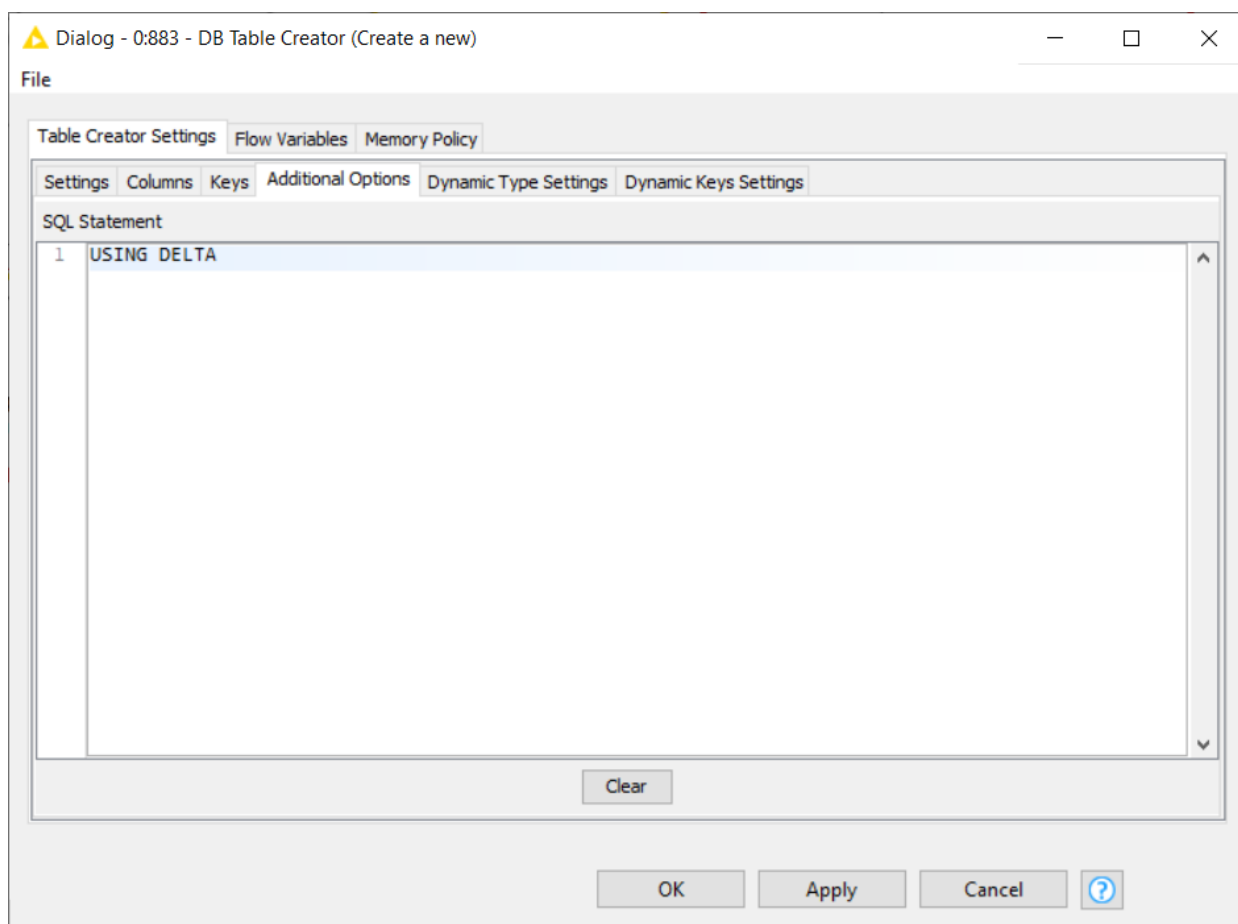 Dialog - 0:883 - DB Table Creator (Create a new)
File
Table Creator Settings Flow Variables Memory Policy
Settings Columns Keys Additional Options Dynamic Type Settings Dynamic Keys Settings
SQL Statement
1 USING DELTA
Clear
OK Apply Cancel ?